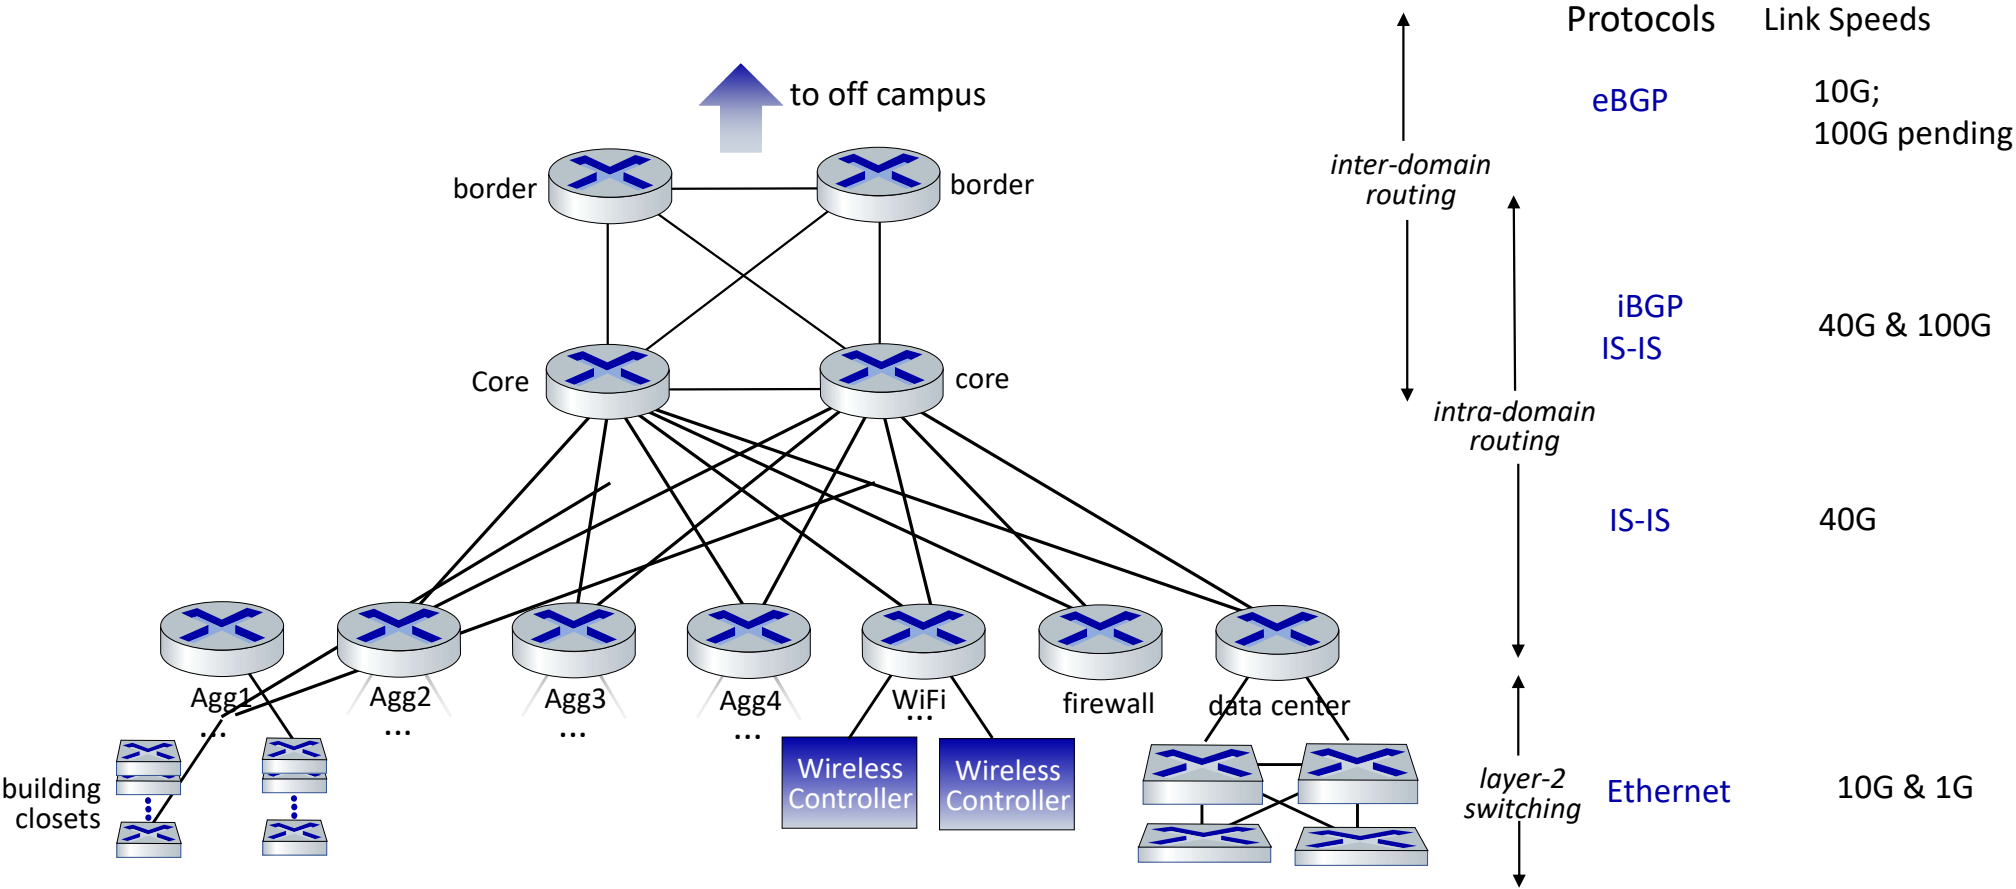 Protocols
Link Speeds
to off campus
eBGP
10G;
100G pending
inter-domain
routing
border
border
iBGP
IS-IS
40G & 100G
Core
core
intra-domain
routing
IS-IS
40G
Agg1
Agg2
Agg3
Agg4
WiFi
firewall
data center
...
...
...
...
...
building
closets
Wireless
Controller
Wireless
Controller
layer-2
switching
Ethernet
10G & 1G